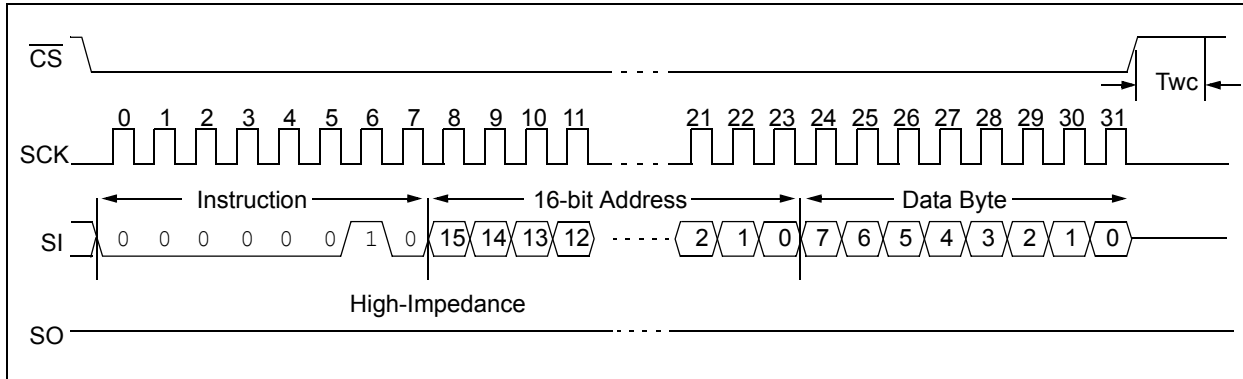 CS
Twc
0 1 2 3 4 5 6 7 8 9 10 11 21 22 23 24 25 26 27 28 29 30 31
SCK
Instruction 16-bit Address Data Byte
SI 0 0 0 0 0 0 1 0 15 14 13 12 2 1 0 7 6 5 4 3 2 1 0
High-Impedance
SO